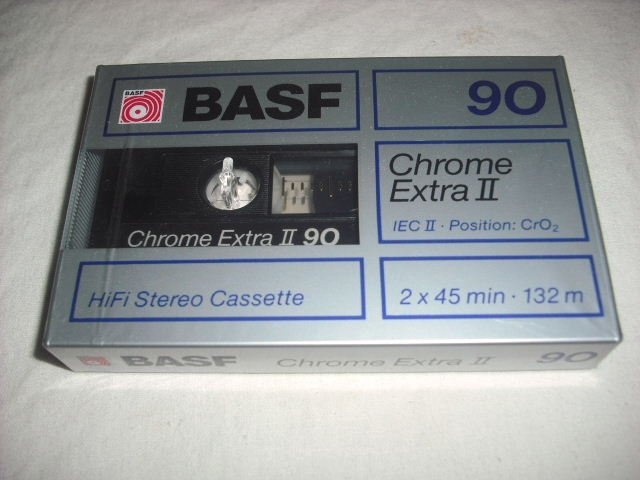 BASF
BASF
90
Chrome
Extra II
IEC II · Position: CrO₂
Chrome Extra II 90
HiFi Stereo Cassette
2 x 45 min · 132 m
BASF
Chrome Extra II
90